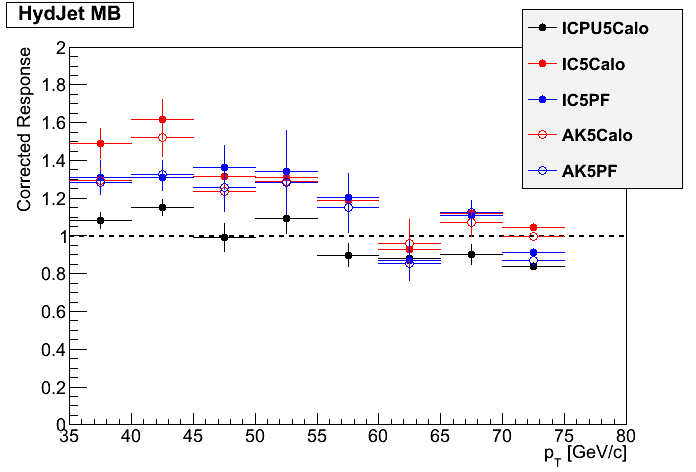 HydJet MB
ICPU5Calo
IC5Calo
IC5PF
AK5Calo
AK5PF
Corrected Response
2
1.8
1.6
1.4
1.2
1
0.8
0.6
0.4
0.2
0
35 40 45 50 55 60 65 70 75 80
p_T [GeV/c]